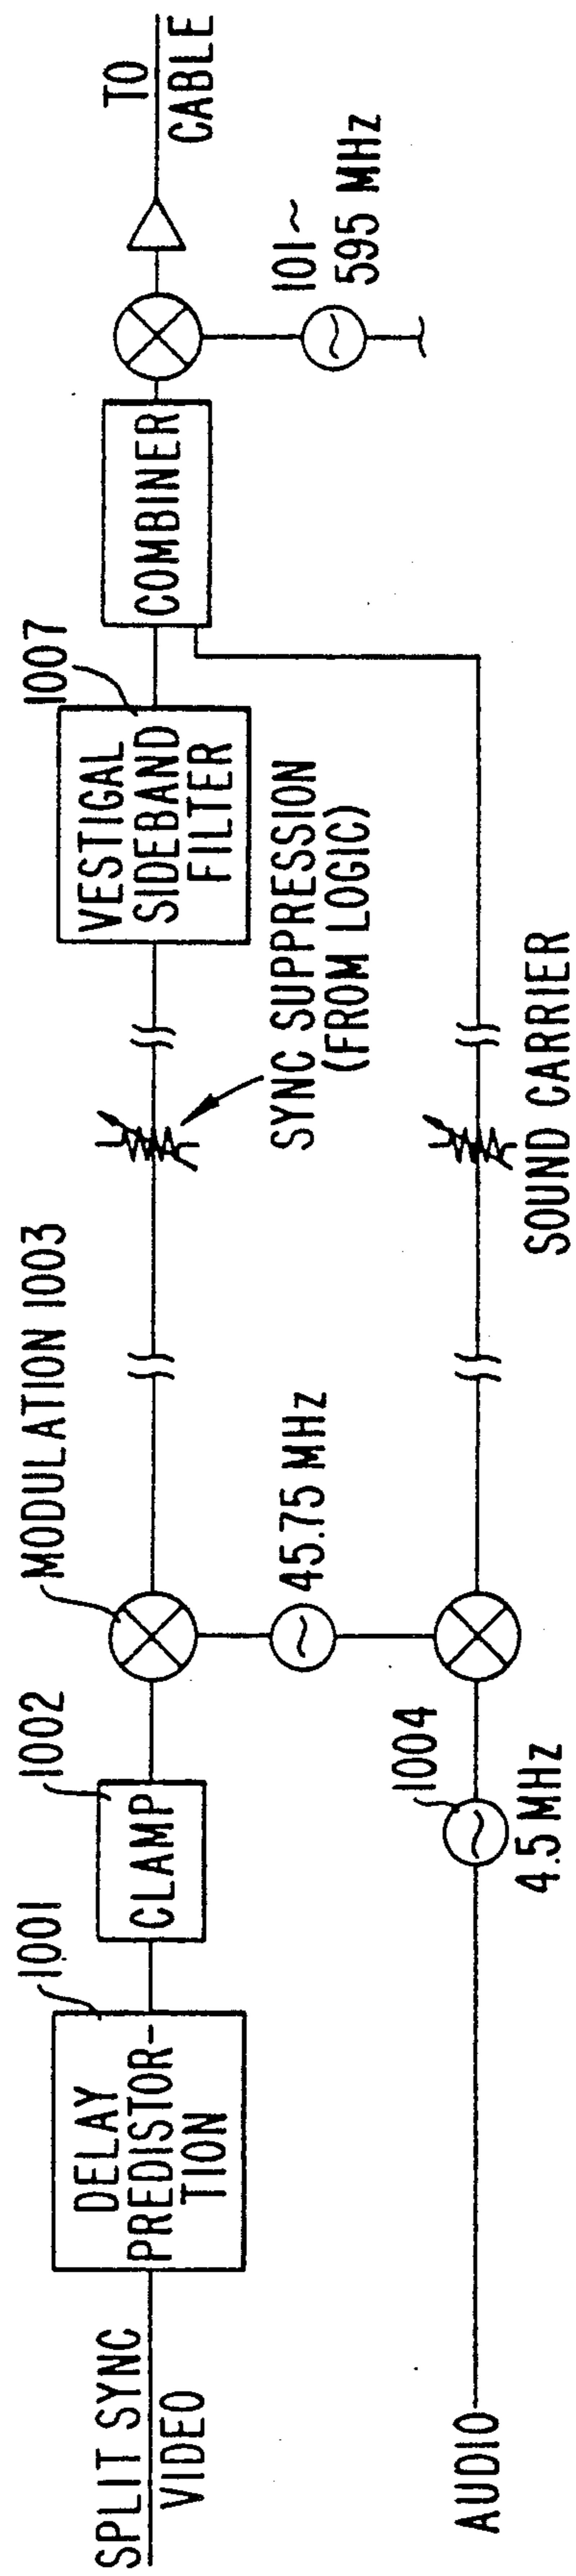 SPLIT SYNC
VIDEO
1001
DELAY
PREDISTOR-
TION
1002
CLAMP
MODULATION 1003
45.75 MHz
AUDIO
1004
4.5 MHz
SYNC SUPPRESSION
(FROM LOGIC)
SOUND CARRIER
1007
VESTIGAL
SIDEBAND
FILTER
COMBINER
101~
595 MHz
TO
CABLE